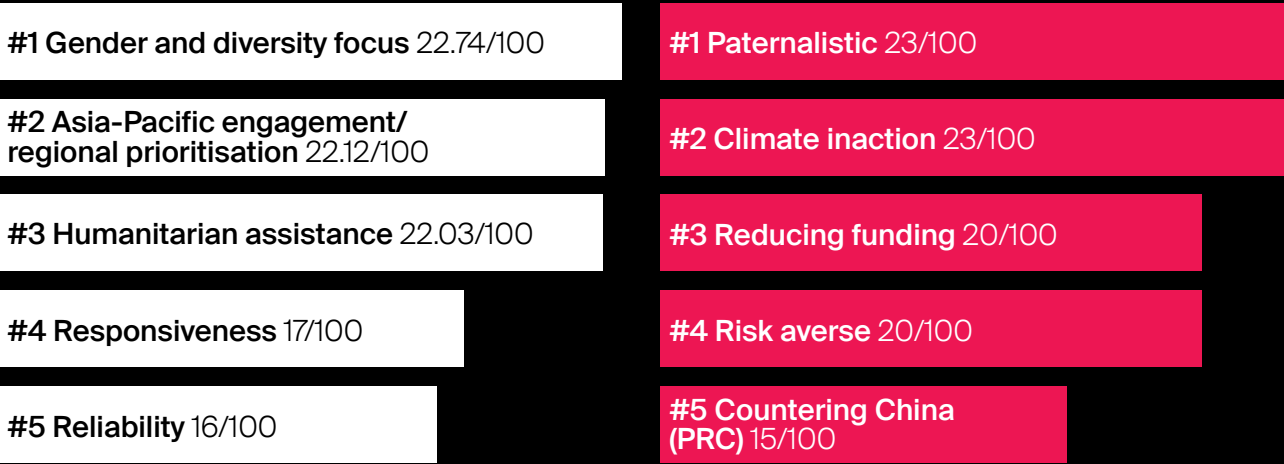 #1 Gender and diversity focus 22.74/100
#2 Asia-Pacific engagement/
regional prioritisation 22.12/100
#3 Humanitarian assistance 22.03/100
#4 Responsiveness 17/100
#5 Reliability 16/100
#1 Paternalistic 23/100
#2 Climate inaction 23/100
#3 Reducing funding 20/100
#4 Risk averse 20/100
#5 Countering China
(PRC) 15/100